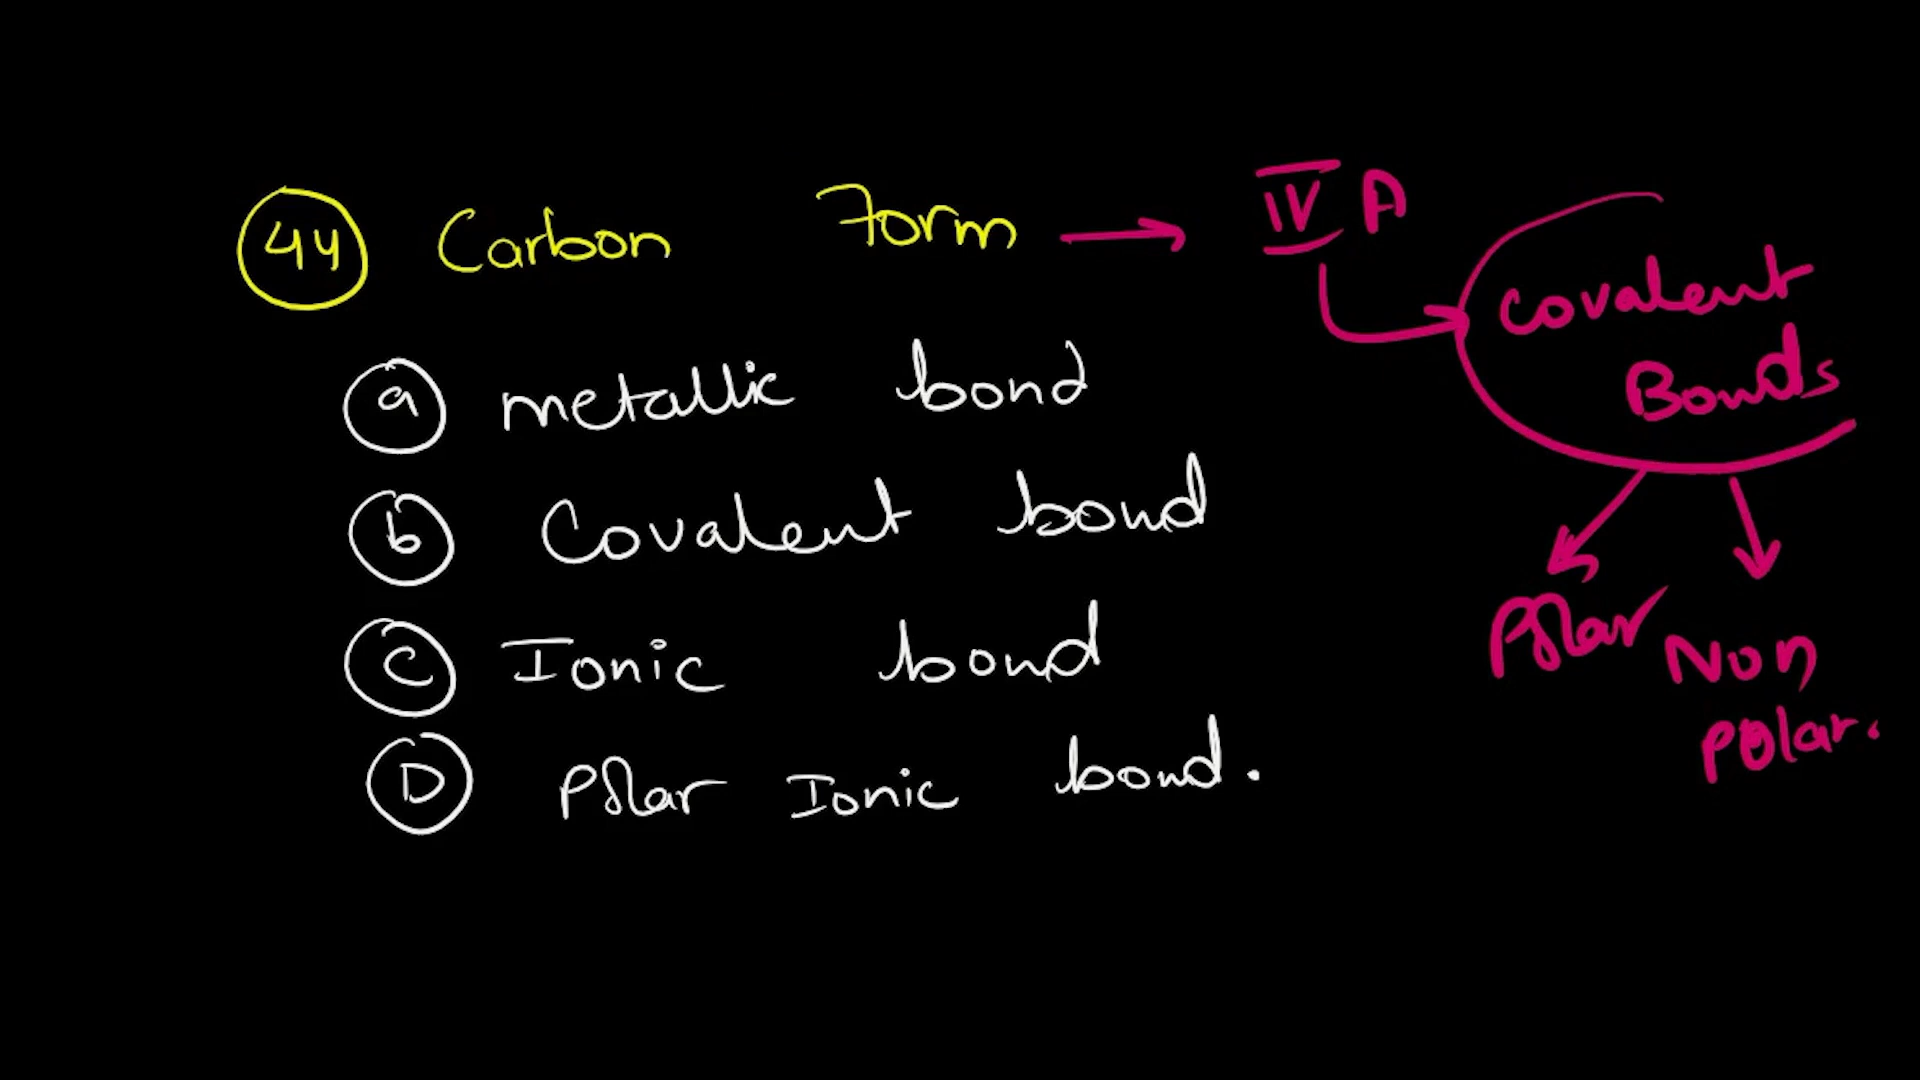 44 Carbon Form → IV A
Covalent
Bonds
a metallic bond
b Covalent bond
c Ionic bond
D Polar Ionic bond.
Polar
Non
polar.